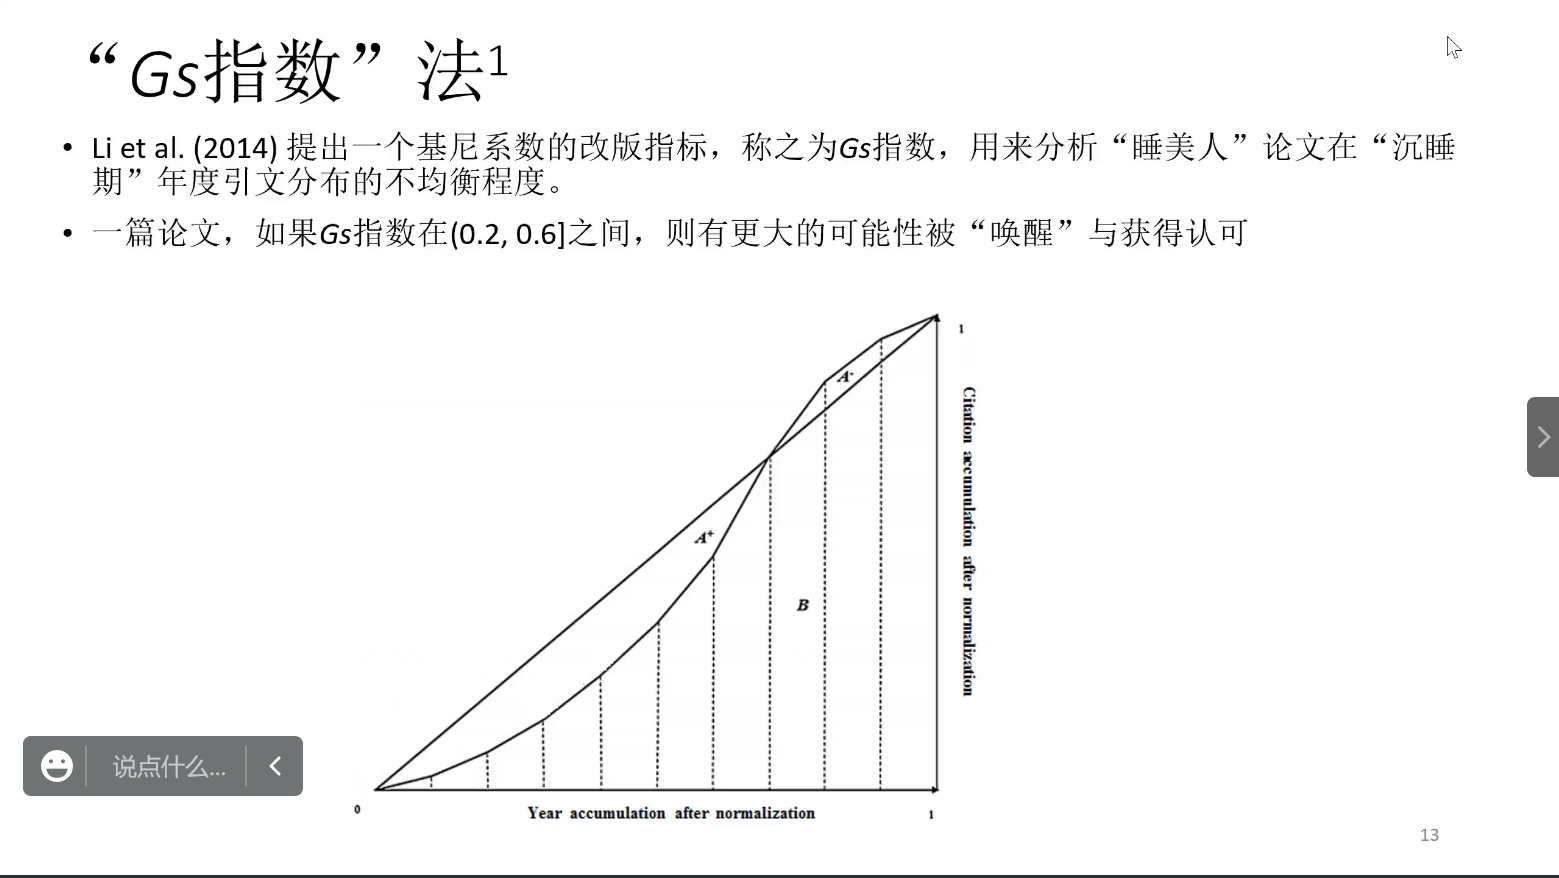 “Gs指数”法1
• Li et al. (2014) 提出一个基尼系数的改版指标，称之为Gs指数，用来分析“睡美人”论文在“沉睡
期”年度引文分布的不均衡程度。
• 一篇论文，如果Gs指数在(0.2, 0.6]之间，则有更大的可能性被“唤醒”与获得认可
1
A-
Citation accumulation after normalization
A+
B
说点什么...
0
Year accumulation after normalization
1
13